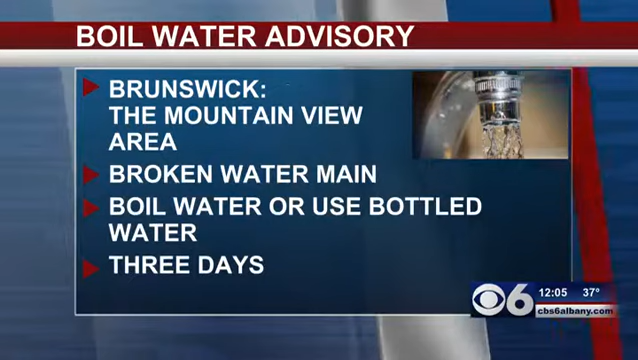 BOIL WATER ADVISORY
BRUNSWICK:
THE MOUNTAIN VIEW
AREA
BROKEN WATER MAIN
BOIL WATER OR USE BOTTLED
WATER
THREE DAYS
6 12:05 37°
cbs6albany.com